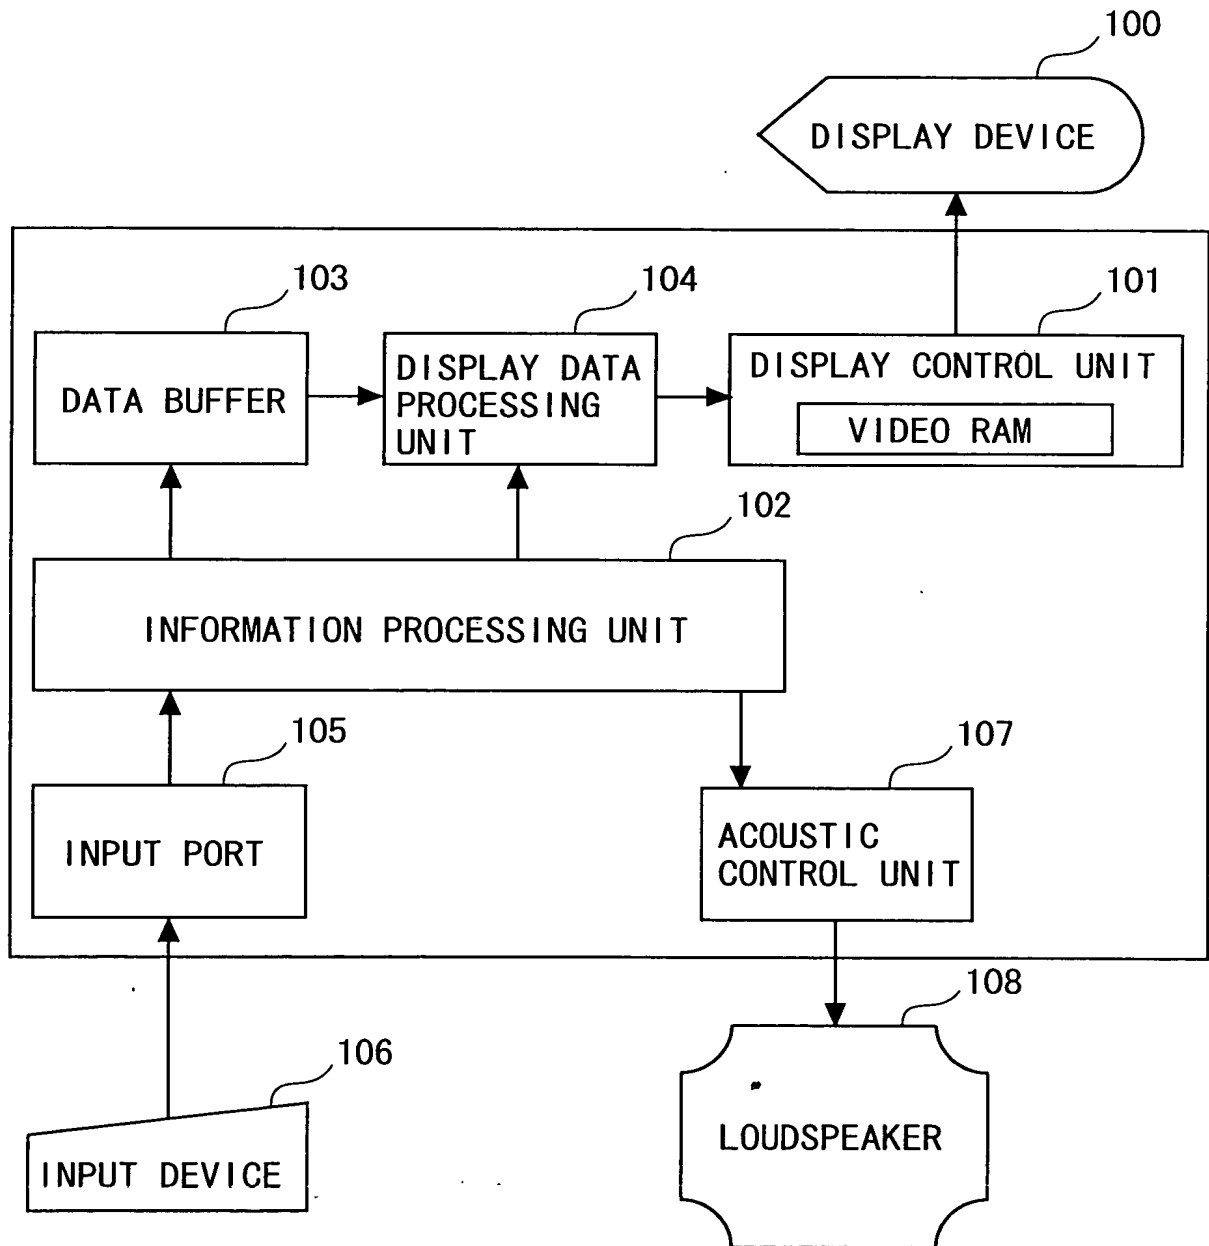 100
DISPLAY DEVICE
103
104
101
DATA BUFFER
DISPLAY DATA
PROCESSING
UNIT
DISPLAY CONTROL UNIT
VIDEO RAM
102
INFORMATION PROCESSING UNIT
105
107
INPUT PORT
ACOUSTIC
CONTROL UNIT
108
106
LOUDSPEAKER
INPUT DEVICE